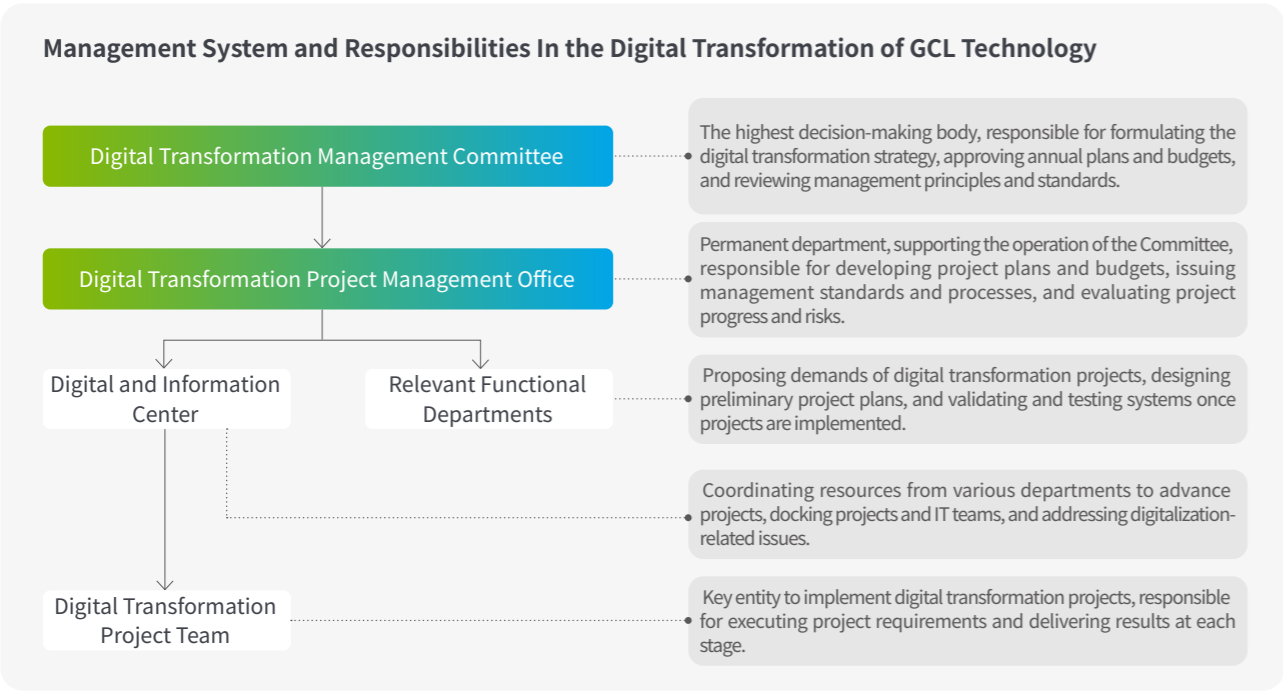 Management System and Responsibilities In the Digital Transformation of GCL Technology
Digital Transformation Management Committee
The highest decision-making body, responsible for formulating the
digital transformation strategy, approving annual plans and budgets,
and reviewing management principles and standards.
Digital Transformation Project Management Office
Permanent department, supporting the operation of the Committee,
responsible for developing project plans and budgets, issuing
management standards and processes, and evaluating project
progress and risks.
Digital and Information
Center
Relevant Functional
Departments
Proposing demands of digital transformation projects, designing
preliminary project plans, and validating and testing systems once
projects are implemented.
Coordinating resources from various departments to advance
projects, docking projects and IT teams, and addressing digitalization-
related issues.
Digital Transformation
Project Team
Key entity to implement digital transformation projects, responsible
for executing project requirements and delivering results at each
stage.